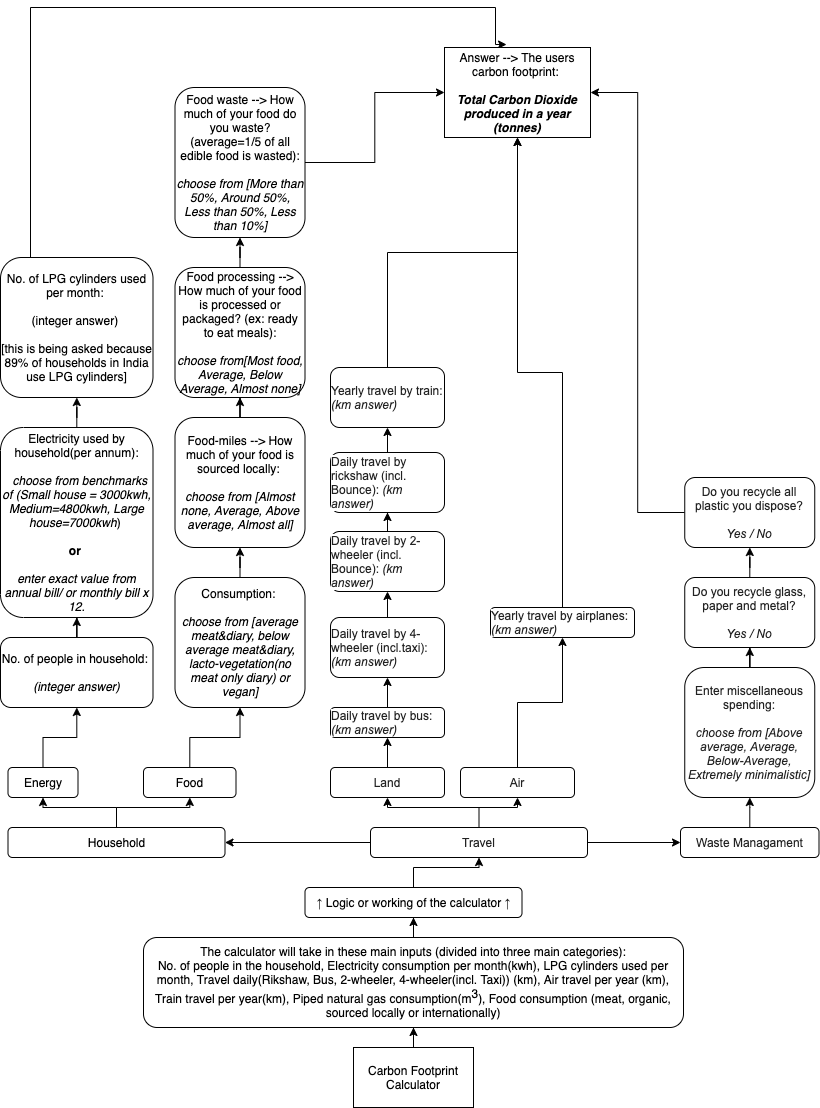 Answer --> The users
carbon footprint:
Total Carbon Dioxide
produced in a year
(tonnes)
Food waste --> How
much of your food do
you waste?
(average=1/5 of all
edible food is wasted):
choose from [More than
50%, Around 50%,
Less than 50%, Less
than 10%]
No. of LPG cylinders used
per month:
(integer answer)
[this is being asked because
89% of households in India
use LPG cylinders]
Food processing -->
How much of your food
is processed or
packaged? (ex: ready
to eat meals):
choose from[Most food,
Average, Below
Average, Almost none]
Electricity used by
household(per annum):
choose from benchmarks
of (Small house = 3000kwh,
Medium=4800kwh, Large
house=7000kwh)
or
enter exact value from
annual bill/ or monthly bill x
12.
Food-miles --> How
much of your food is
sourced locally:
choose from [Almost
none, Average, Above
average, Almost all]
Yearly travel by train:
(km answer)
Daily travel by
rickshaw (incl.
Bounce): (km
answer)
Daily travel by 2-
wheeler (incl.
Bounce): (km
answer)
Daily travel by 4-
wheeler (incl.taxi):
(km answer)
Daily travel by bus:
(km answer)
Yearly travel by airplanes:
(km answer)
Do you recycle all
plastic you dispose?
Yes / No
Do you recycle glass,
paper and metal?
Yes / No
Enter miscellaneous
spending:
choose from [Above
average, Average,
Below-Average,
Extremely minimalistic]
No. of people in household:
(integer answer)
Consumption:
choose from [average
meat&diary, below
average meat&diary,
lacto-vegetation(no
meat only diary) or
vegan]
Energy
Food
Land
Air
Household
Travel
Waste Managament
↑ Logic or working of the calculator ↑
The calculator will take in these main inputs (divided into three main categories):
No. of people in the household, Electricity consumption per month(kwh), LPG cylinders used per
month, Travel daily(Rikshaw, Bus, 2-wheeler, 4-wheeler(incl. Taxi)) (km), Air travel per year (km),
Train travel per year(km), Piped natural gas consumption(m³), Food consumption (meat, organic,
sourced locally or internationally)
Carbon Footprint
Calculator